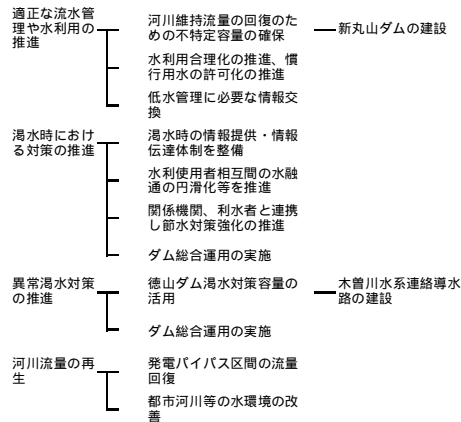 適正な流水管
理や水利用の
推進
河川維持流量の回復のた
めの不特定容量の確保
新丸山ダムの建設
水利用合理化の推進、慣
行用水の許可化の推進
低水管理に必要な情報交
換
渇水時におけ
る対策の推進
渇水時の情報提供・情報
伝達体制を整備
水利使用者相互間の水融
通の円滑化等を推進
関係機関、利水者と連携
し節水対策強化の推進
ダム総合運用の実施
異常渇水対策
の推進
徳山ダム渇水対策容量の
活用
木曽川水系連絡導水
路の建設
ダム総合運用の実施
河川流量の再
生
発電バイパス区間の流量
回復
都市河川等の水環境の改
善